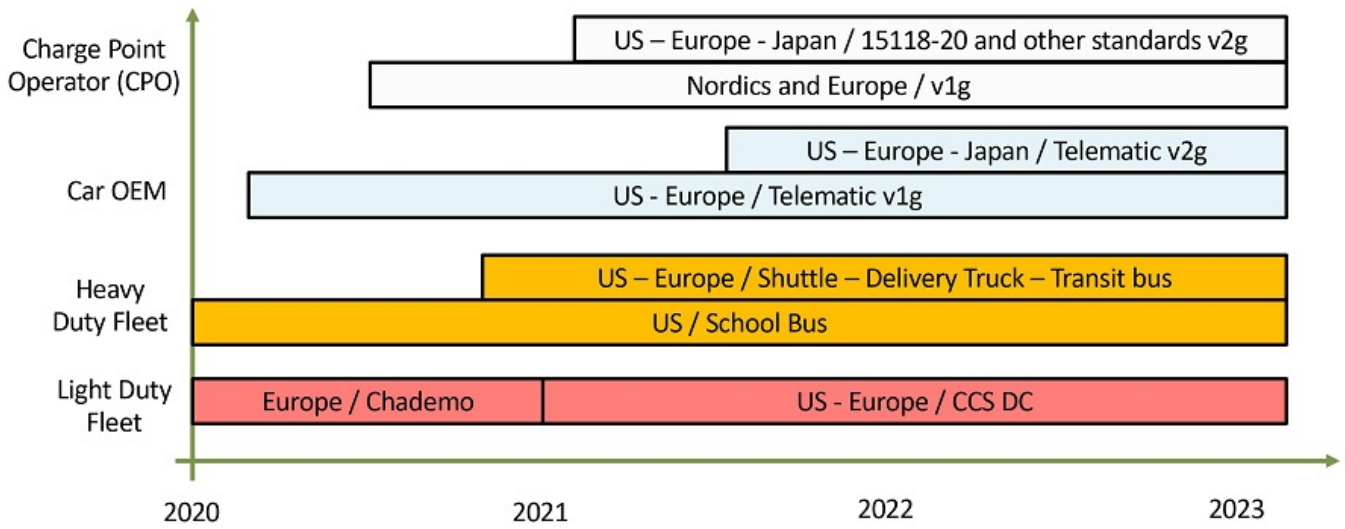 Charge Point
Operator (CPO)
US – Europe - Japan / 15118-20 and other standards v2g
Nordics and Europe / v1g
Car OEM
US – Europe - Japan / Telematic v2g
US - Europe / Telematic v1g
Heavy
Duty Fleet
US – Europe / Shuttle – Delivery Truck – Transit bus
US / School Bus
Light Duty
Fleet
Europe / Chademo
US - Europe / CCS DC
2020
2021
2022
2023